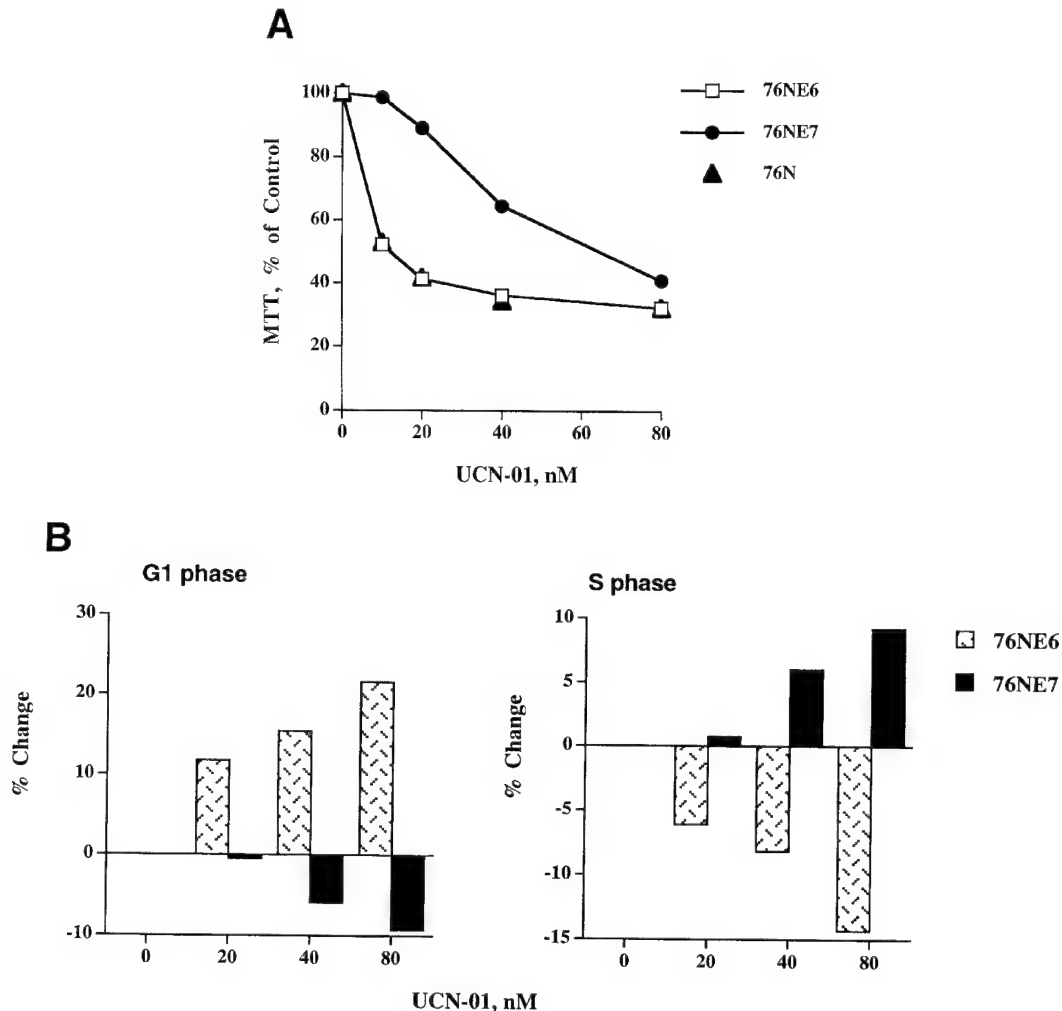 A
MTT, % of Control
100
80
60
40
20
0
0 20 40 60 80
UCN-01, nM
76NE6
76NE7
76N
B
G1 phase
% Change
30
20
10
0
-10
0 20 40 80
S phase
% Change
10
5
0
-5
-10
-15
0 20 40 80
76NE6
76NE7
UCN-01, nM